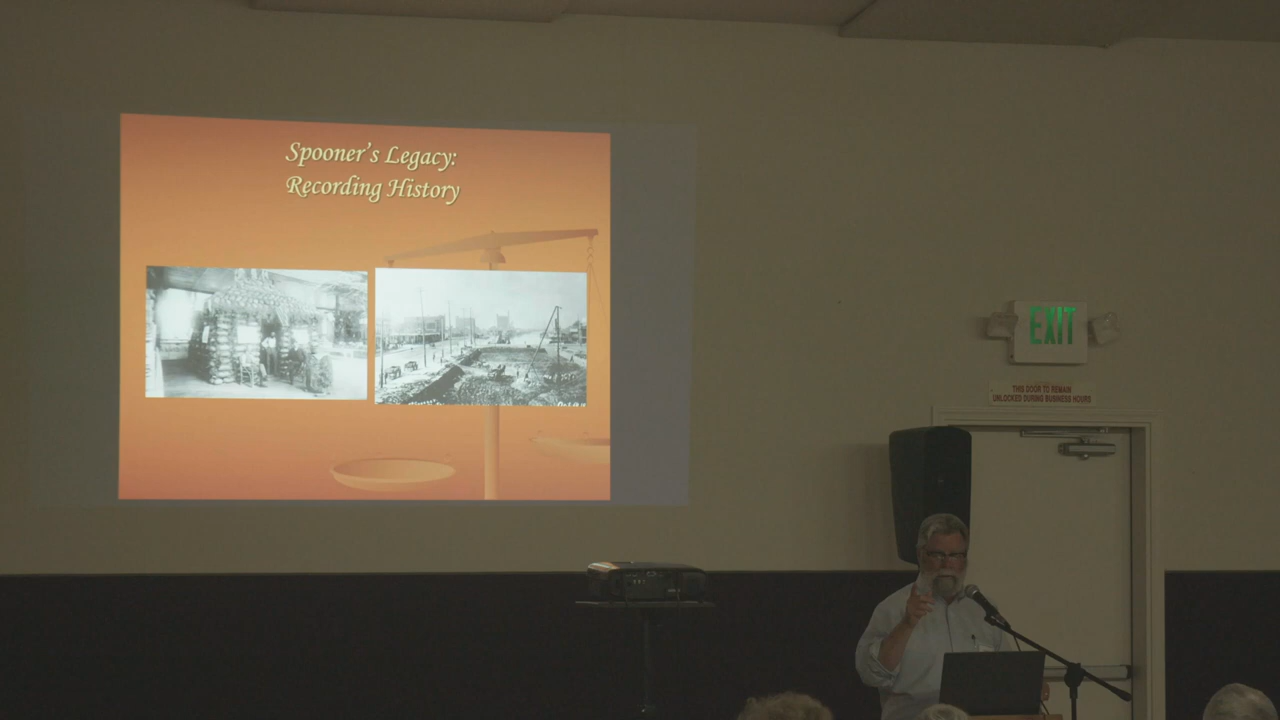 Spooner's Legacy:
Recording History
EXIT
THIS DOOR TO REMAIN
UNLOCKED DURING BUSINESS HOURS